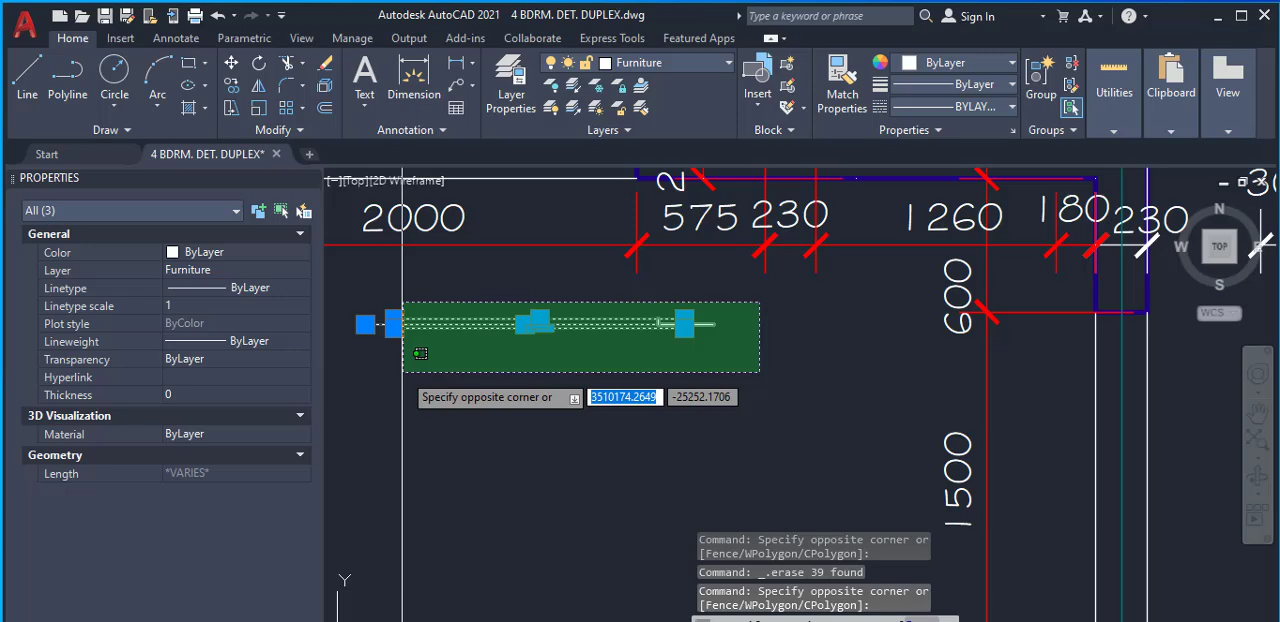 Autodesk AutoCAD 2021 4 BDRM. DET. DUPLEX.dwg
Type a keyword or phrase
Sign In
Home Insert Annotate Parametric View Manage Output Add-ins Collaborate Express Tools Featured Apps
Line Polyline Circle Arc
Text Dimension
Layer Properties
Furniture
Insert
Match Properties
ByLayer
ByLayer
BYLAY...
Group
Utilities Clipboard View
Draw Modify Annotation Layers Block Properties Groups
Start 4 BDRM. DET. DUPLEX*
PROPERTIES
All (3)
General
Color ByLayer
Layer Furniture
Linetype ByLayer
Linetype scale 1
Plot style ByColor
Lineweight ByLayer
Transparency ByLayer
Hyperlink
Thickness 0
3D Visualization
Material ByLayer
Geometry
Length *VARIES*
[−][Top][2D Wireframe]
2000 2 575 230 1260 180 230
600
1500
N
W TOP
S
WCS
Specify opposite corner or 3510174.2649 -25252.1706
Y
Command: Specify opposite corner or
[Fence/WPolygon/CPolygon]:
Command: _.erase 39 found
Command: Specify opposite corner or
[Fence/WPolygon/CPolygon]: